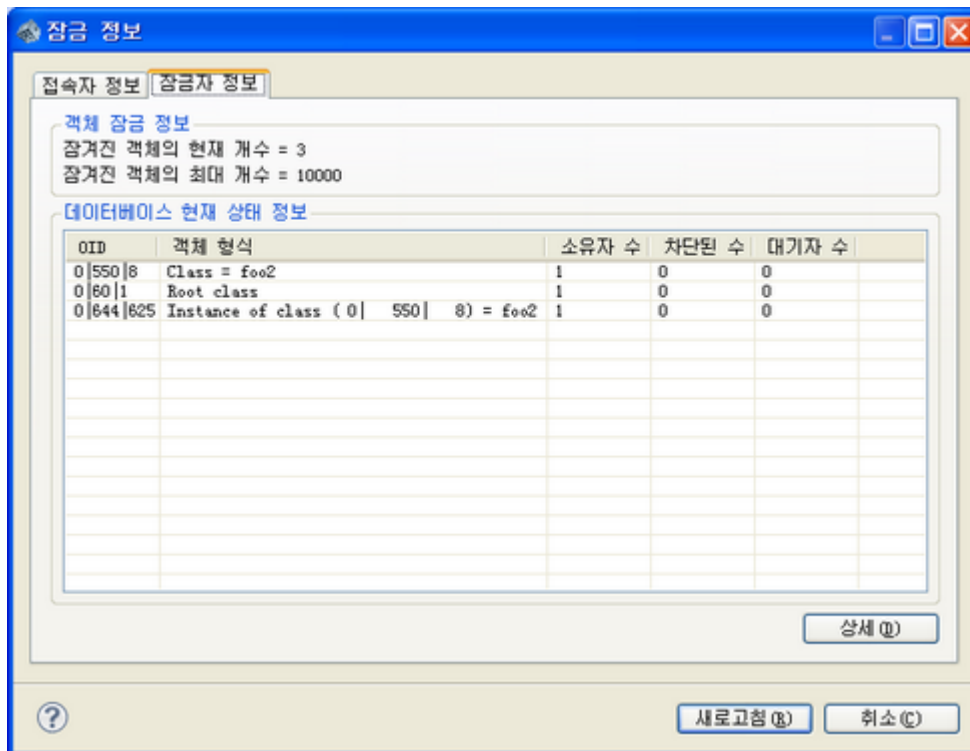 잠금 정보
접속자 정보 잠금자 정보
객체 잠금 정보
잠겨진 객체의 현재 개수 = 3
잠겨진 객체의 최대 개수 = 10000
데이터베이스 현재 상태 정보
OID 객체 형식 소유자 수 차단된 수 대기자 수
0|550|8 Class = foo2 1 0 0
0|60|1 Root class 1 0 0
0|644|625 Instance of class ( 0| 550| 8) = foo2 1 0 0
상세(D)
새로고침(R) 취소(C)